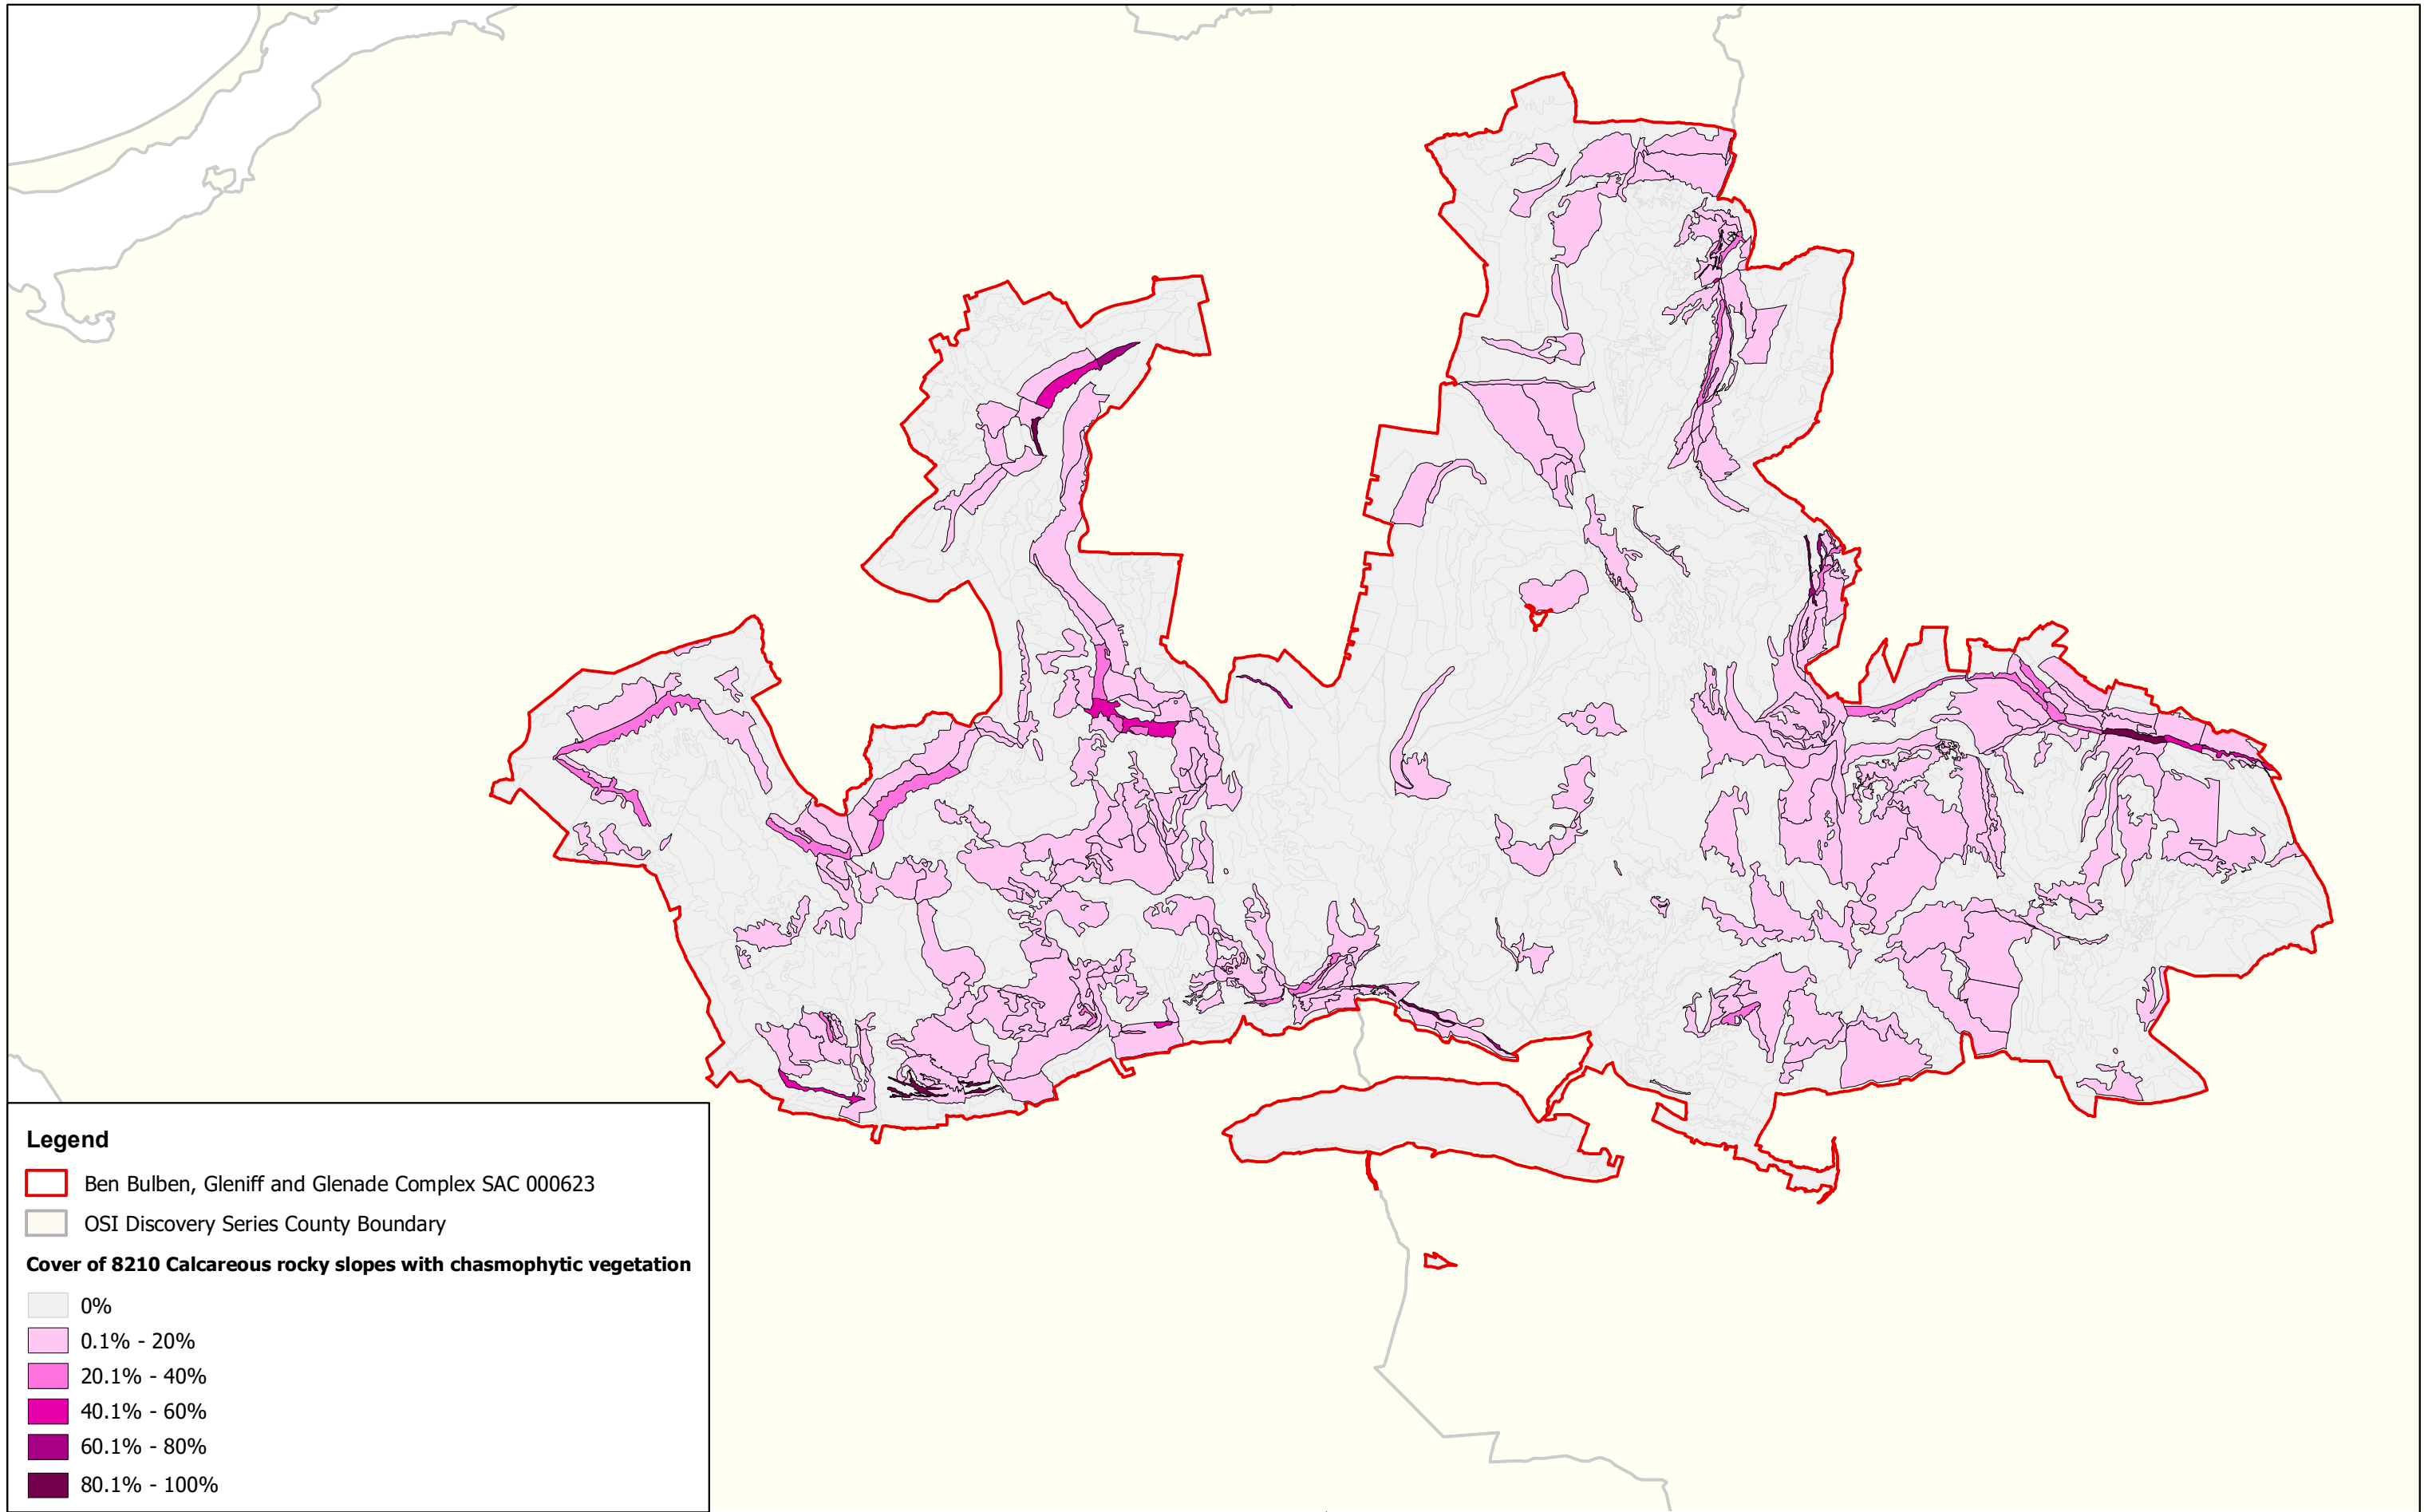 Legend
Ben Bulben, Gleniff and Glenade Complex SAC 000623
OSI Discovery Series County Boundary
Cover of 8210 Calcareous rocky slopes with chasmophytic vegetation
0%
0.1% - 20%
20.1% - 40%
40.1% - 60%
60.1% - 80%
80.1% - 100%